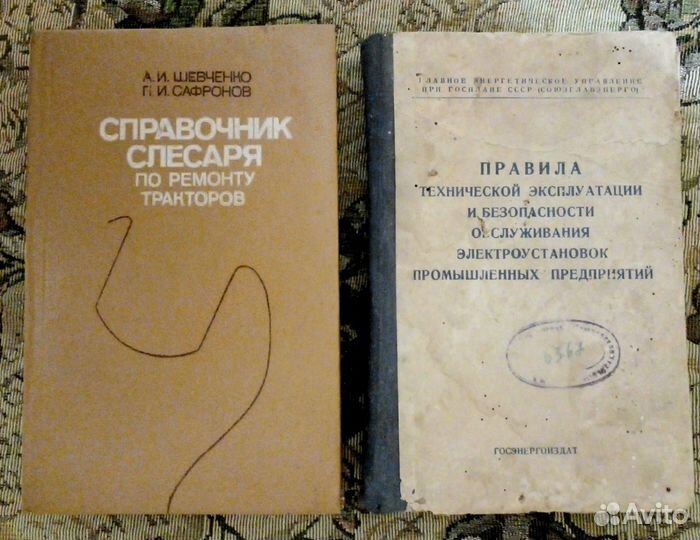 А. И. ШЕВЧЕНКО
П. И. САФРОНОВ
СПРАВОЧНИК
СЛЕСАРЯ
ПО РЕМОНТУ
ТРАКТОРОВ
ГЛАВНОЕ ЭНЕРГЕТИЧЕСКОЕ УПРАВЛЕНИЕ
ПРИ ГОСПЛАНЕ СССР (СОЮЗГЛАВЭНЕРГО)
ПРАВИЛА
ТЕХНИЧЕСКОЙ ЭКСПЛУАТАЦИИ
И БЕЗОПАСНОСТИ
ОБСЛУЖИВАНИЯ
ЭЛЕКТРОУСТАНОВОК
ПРОМЫШЛЕННЫХ ПРЕДПРИЯТИЙ
6367
ГОСЭНЕРГОИЗДАТ
Avito